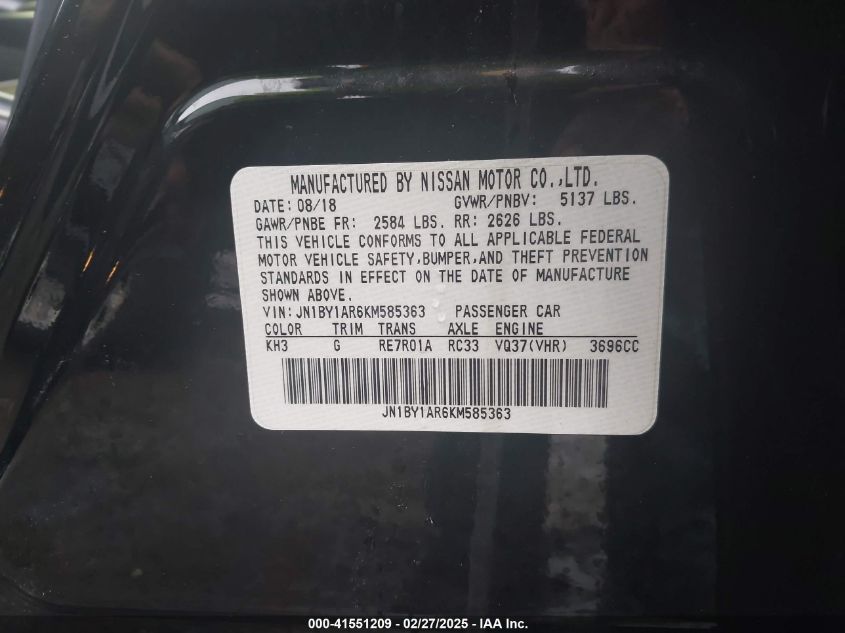 MANUFACTURED BY NISSAN MOTOR CO.,LTD.
DATE: 08/18 GVWR/PNBV: 5137 LBS.
GAWR/PNBE FR: 2584 LBS. RR: 2626 LBS.
THIS VEHICLE CONFORMS TO ALL APPLICABLE FEDERAL
MOTOR VEHICLE SAFETY,BUMPER,AND THEFT PREVENTION
STANDARDS IN EFFECT ON THE DATE OF MANUFACTURE
SHOWN ABOVE.
VIN: JN1BY1AR6KM585363 PASSENGER CAR
COLOR TRIM TRANS AXLE ENGINE
KH3 G RE7R01A RC33 VQ37(VHR) 3696CC
JN1BY1AR6KM585363
000-41551209 - 02/27/2025 - IAA Inc.